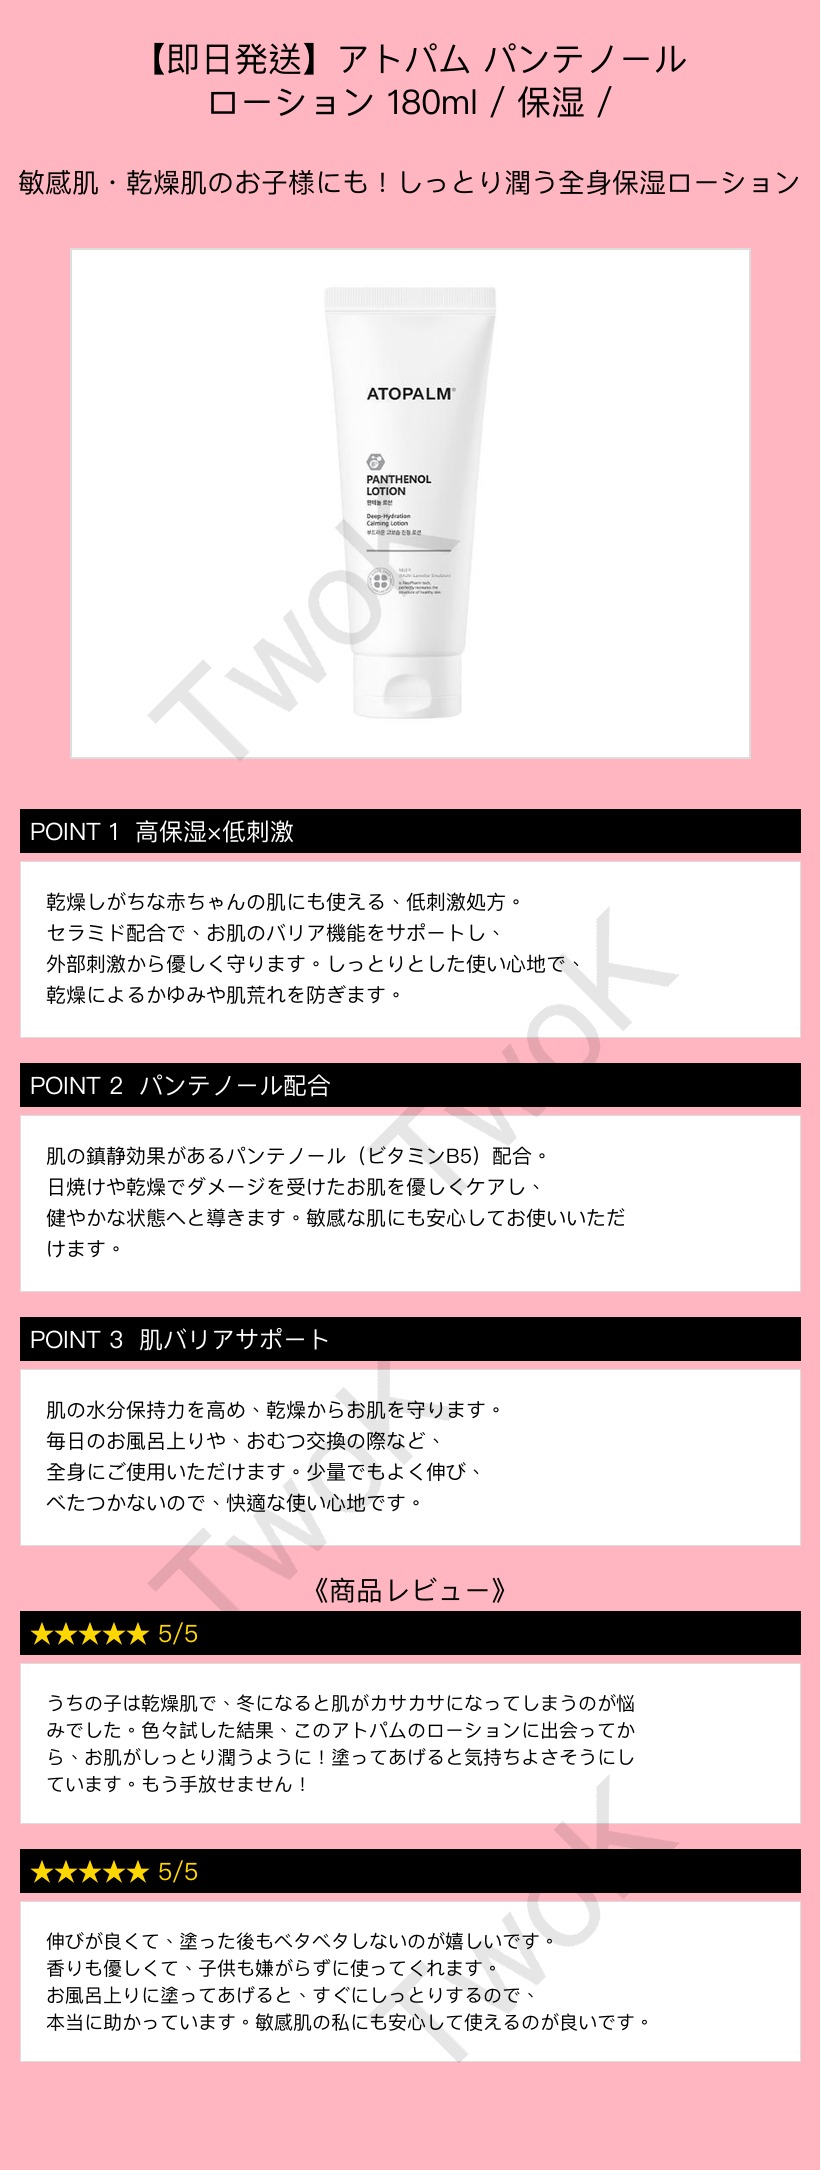 【即日発送】アトパム パンテノール
ローション 180ml / 保湿 /
敏感肌・乾燥肌のお子様にも！しっとり潤う全身保湿ローション
ATOPALM
PANTHENOL
LOTION
판테놀 로션
Deep-Hydration
Calming Lotion
부드러운 고보습 진정 로션
TwoK
POINT 1 高保湿×低刺激
乾燥しがちな赤ちゃんの肌にも使える、低刺激処方。
セラミド配合で、お肌のバリア機能をサポートし、
外部刺激から優しく守ります。しっとりとした使い心地で、
乾燥によるかゆみや肌荒れを防ぎます。
TwoK
POINT 2 パンテノール配合
肌の鎮静効果があるパンテノール（ビタミンB5）配合。
日焼けや乾燥でダメージを受けたお肌を優しくケアし、
健やかな状態へと導きます。敏感な肌にも安心してお使いいただ
けます。
POINT 3 肌バリアサポート
肌の水分保持力を高め、乾燥からお肌を守ります。
毎日のお風呂上りや、おむつ交換の際など、
全身にご使用いただけます。少量でもよく伸び、
べたつかないので、快適な使い心地です。
TwoK
《商品レビュー》
★★★★★ 5/5
うちの子は乾燥肌で、冬になると肌がカサカサになってしまうのが悩
みでした。色々試した結果、このアトパムのローションに出会ってか
ら、お肌がしっとり潤うように！塗ってあげると気持ちよさそうにし
ています。もう手放せません！
★★★★★ 5/5
伸びが良くて、塗った後もベタベタしないのが嬉しいです。
香りも優しくて、子供も嫌がらずに使ってくれます。
お風呂上りに塗ってあげると、すぐにしっとりするので、
本当に助かっています。敏感肌の私にも安心して使えるのが良いです。
TwoK